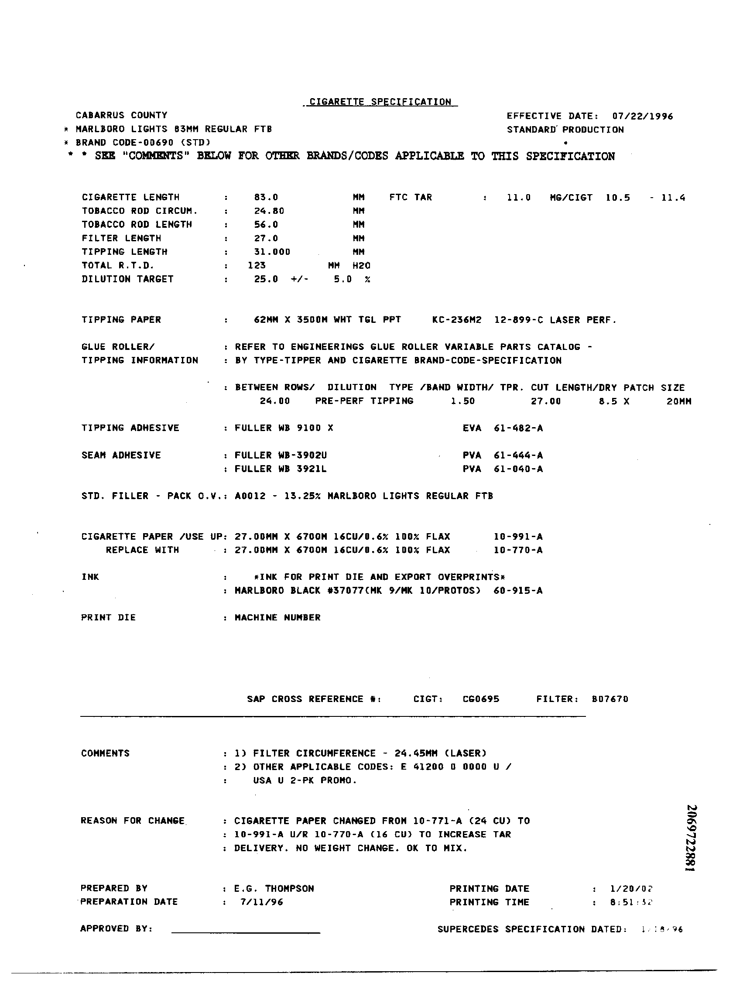 CIGARETTE SPECIFICATION
CABARRUS COUNTY EFFECTIVE DATE: 07/22/1996
* MARLBORO LIGHTS 83MM REGULAR FTB STANDARD PRODUCTION
* BRAND CODE-00690 (STD)
* * SEE "COMMENTS" BELOW FOR OTHER BRANDS/CODES APPLICABLE TO THIS SPECIFICATION
CIGARETTE LENGTH : 83.0 MM FTC TAR : 11.0 MG/CIGT 10.5 - 11.4
TOBACCO ROD CIRCUM. : 24.80 MM
TOBACCO ROD LENGTH : 56.0 MM
FILTER LENGTH : 27.0 MM
TIPPING LENGTH : 31.000 MM
TOTAL R.T.D. : 123 MM H2O
DILUTION TARGET : 25.0 +/- 5.0 %
TIPPING PAPER : 62MM X 3500M WHT TGL PPT KC-236M2 12-899-C LASER PERF.
GLUE ROLLER/ : REFER TO ENGINEERINGS GLUE ROLLER VARIABLE PARTS CATALOG -
TIPPING INFORMATION : BY TYPE-TIPPER AND CIGARETTE BRAND-CODE-SPECIFICATION
: BETWEEN ROWS/ DILUTION TYPE /BAND WIDTH/ TPR. CUT LENGTH/DRY PATCH SIZE
24.00 PRE-PERF TIPPING 1.50 27.00 8.5 X 20MM
TIPPING ADHESIVE : FULLER WB 9100 X EVA 61-482-A
SEAM ADHESIVE : FULLER WB-3902U PVA 61-444-A
: FULLER WB 3921L PVA 61-040-A
STD. FILLER - PACK O.V.: A0012 - 13.25% MARLBORO LIGHTS REGULAR FTB
CIGARETTE PAPER /USE UP: 27.00MM X 6700M 16CU/0.6% 100% FLAX 10-991-A
REPLACE WITH : 27.00MM X 6700M 16CU/0.6% 100% FLAX 10-770-A
INK : *INK FOR PRINT DIE AND EXPORT OVERPRINTS*
: MARLBORO BLACK #37077(MK 9/MK 10/PROTOS) 60-915-A
PRINT DIE : MACHINE NUMBER
SAP CROSS REFERENCE #: CIGT: CG0695 FILTER: B07670
COMMENTS : 1) FILTER CIRCUMFERENCE - 24.45MM (LASER)
: 2) OTHER APPLICABLE CODES: E 41200 0 0000 U /
: USA U 2-PK PROMO.
REASON FOR CHANGE : CIGARETTE PAPER CHANGED FROM 10-771-A (24 CU) TO
: 10-991-A U/R 10-770-A (16 CU) TO INCREASE TAR
: DELIVERY. NO WEIGHT CHANGE. OK TO MIX.
2069722881
PREPARED BY : E.G. THOMPSON PRINTING DATE : 1/20/02
PREPARATION DATE : 7/11/96 PRINTING TIME : 8:51:32
APPROVED BY: SUPERCEDES SPECIFICATION DATED: 1/18/96